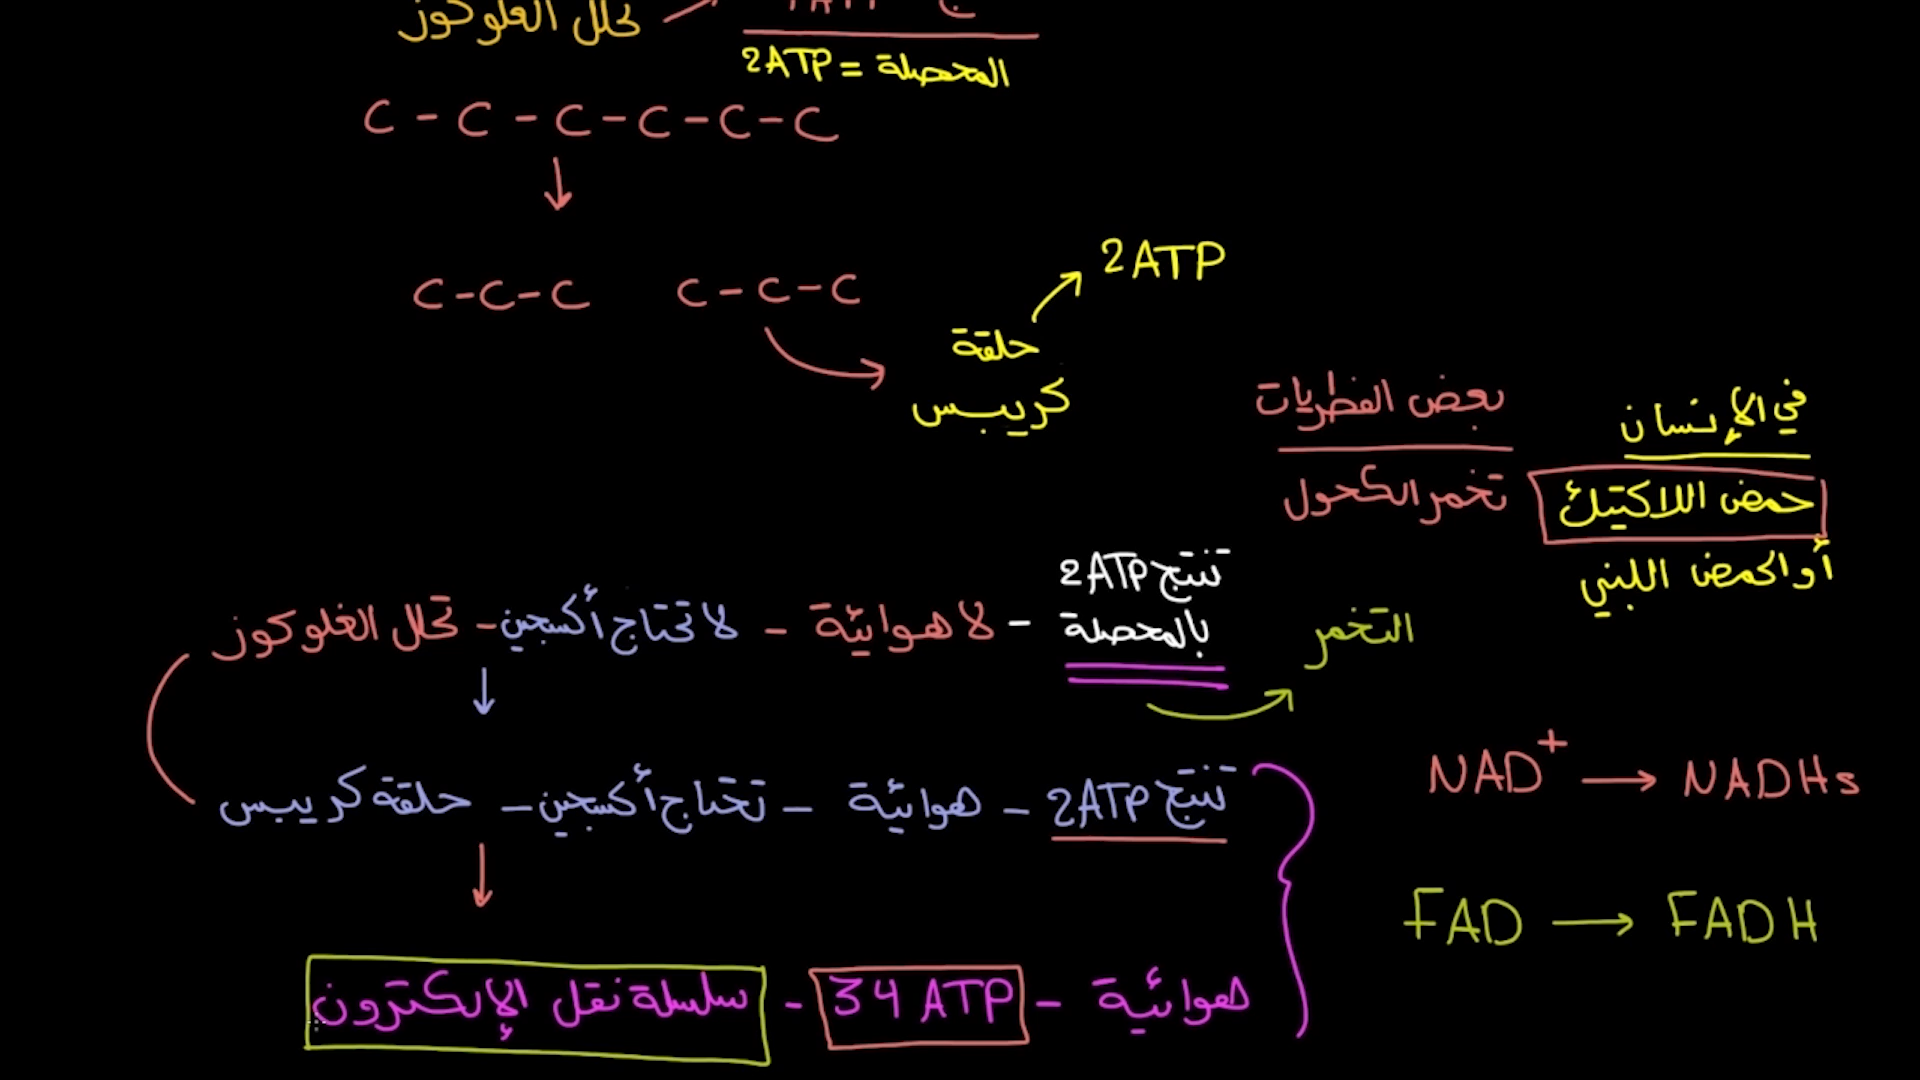 تحلل الغلوكوز
2ATP = المحصلة
C - C - C - C - C - C
C - C - C    C - C - C
2ATP
حلقة
كريبس
بعض الفطريات
تخمر الكحول
في الإنسان
حمض اللاكتيك
أو الحمض اللبني
تحلل الغلوكوز - لا تحتاج أكسجين - لا هوائية - تنتج 2ATP
بالمحصلة
التخمر
حلقة كريبس - تحتاج أكسجين - هوائية - تنتج 2ATP
NAD+ → NADHs
FAD → FADH
سلسلة نقل الإلكترون - 34 ATP - هوائية